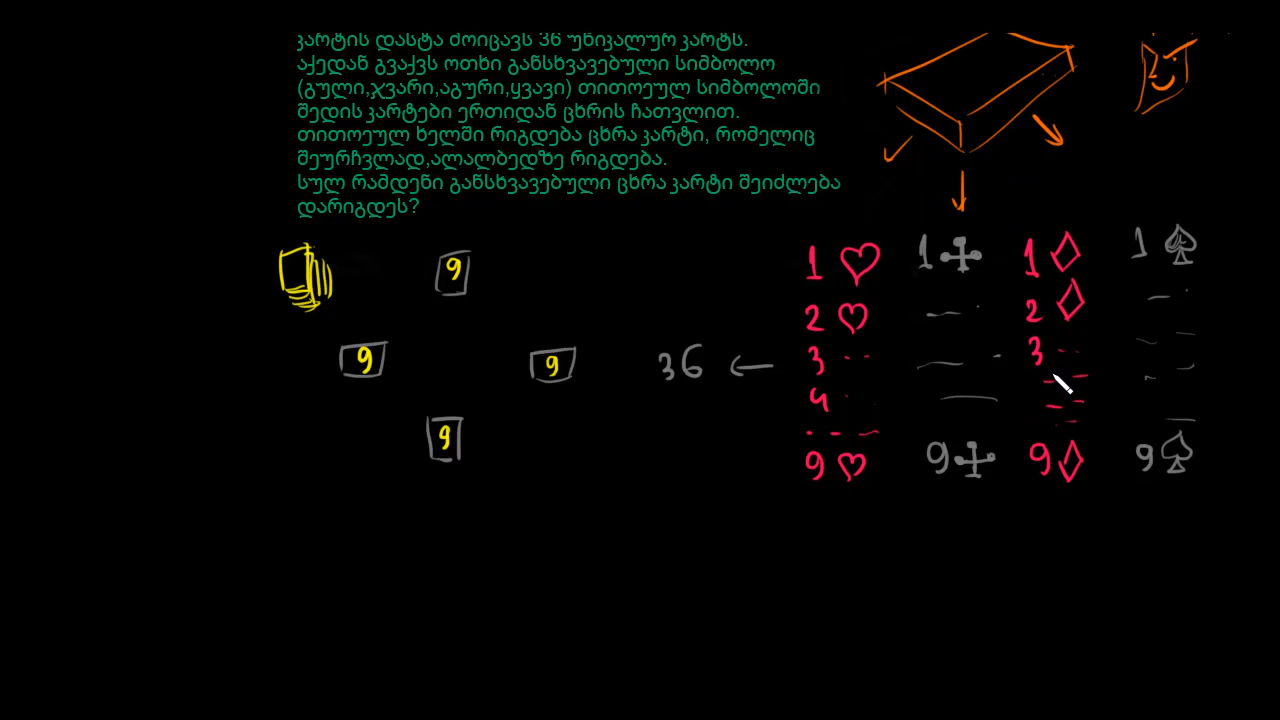 კარტის დასტა მოიცავს 36 უნიკალურ კარტს.
აქედან გვაქვს ოთხი განსხვავებული სიმბოლო
(გული,ჯვარი,აგური,ყვავი) თითოეულ სიმბოლოში
შედის კარტები ერთიდან ცხრის ჩათვლით.
თითოეულ ხელში რიგდება ცხრა კარტი, რომელიც
შეურჩვლად,ალალბედზე რიგდება.
სულ რამდენი განსხვავებული ცხრა კარტი შეიძლება
დარიგდეს?
9
9 9
9
36 ←
1 ♡ 1 ♣ 1 ♢ 1 ♠
2 ♡ 2 ♢
3 3
4
9 ♡ 9 ♣ 9 ♢ 9 ♤